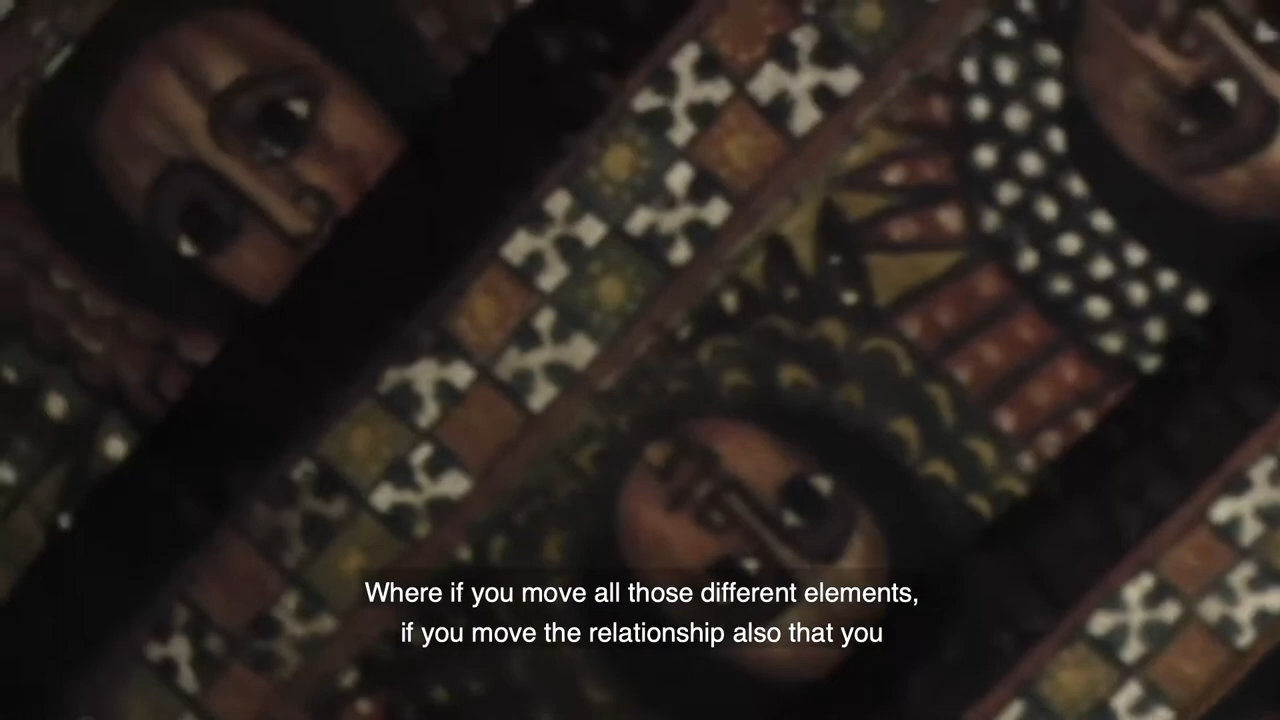 Where if you move all those different elements,
if you move the relationship also that you